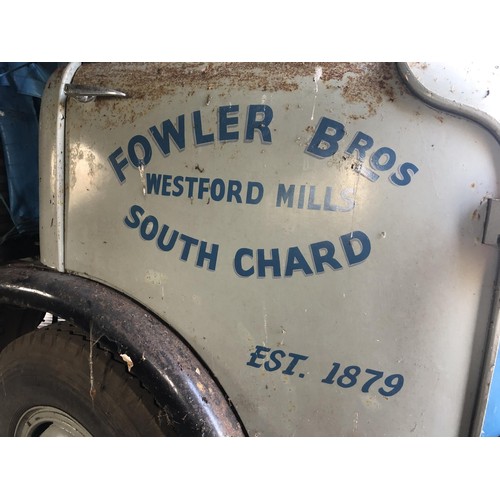 FOWLER BROS
WESTFORD MILLS
SOUTH CHARD
EST. 1879